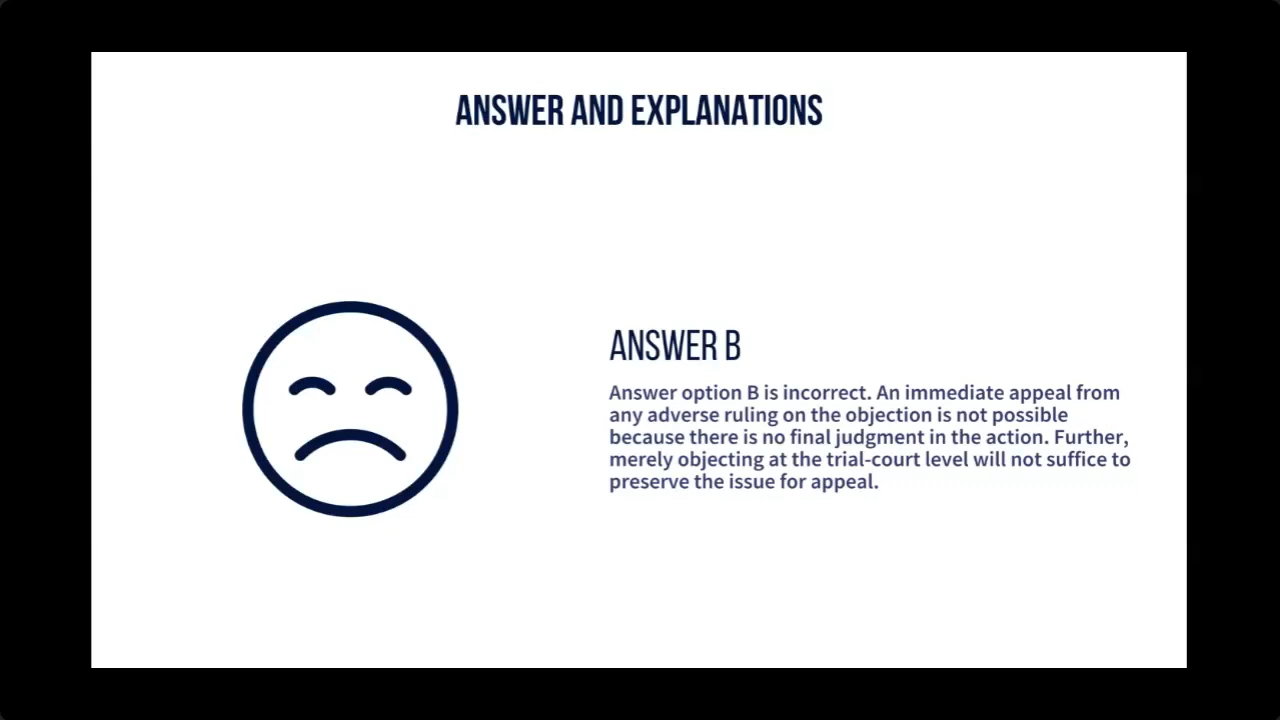 ANSWER AND EXPLANATIONS
ANSWER B
Answer option B is incorrect. An immediate appeal from
any adverse ruling on the objection is not possible
because there is no final judgment in the action. Further,
merely objecting at the trial-court level will not suffice to
preserve the issue for appeal.